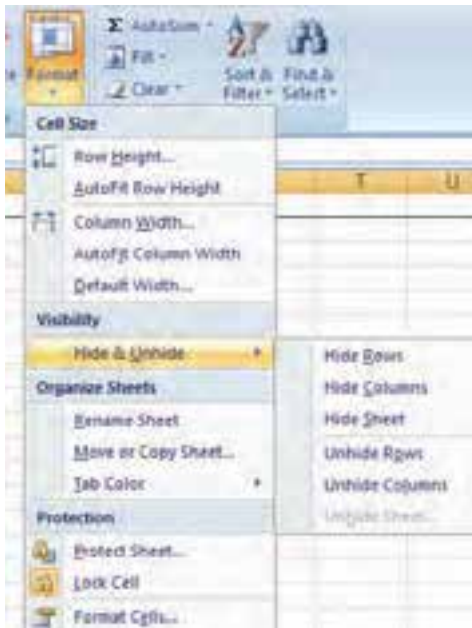 Σ AutoSum
Fill
Clear
Format
Sort &
Filter
Find &
Select
T U
Cell Size
Row Height...
AutoFit Row Height
Column Width...
AutoFit Column Width
Default Width...
Visibility
Hide & Unhide
Hide Rows
Hide Columns
Hide Sheet
Unhide Rows
Unhide Columns
Unhide Sheet...
Organize Sheets
Rename Sheet
Move or Copy Sheet...
Tab Color
Protection
Protect Sheet...
Lock Cell
Format Cells...